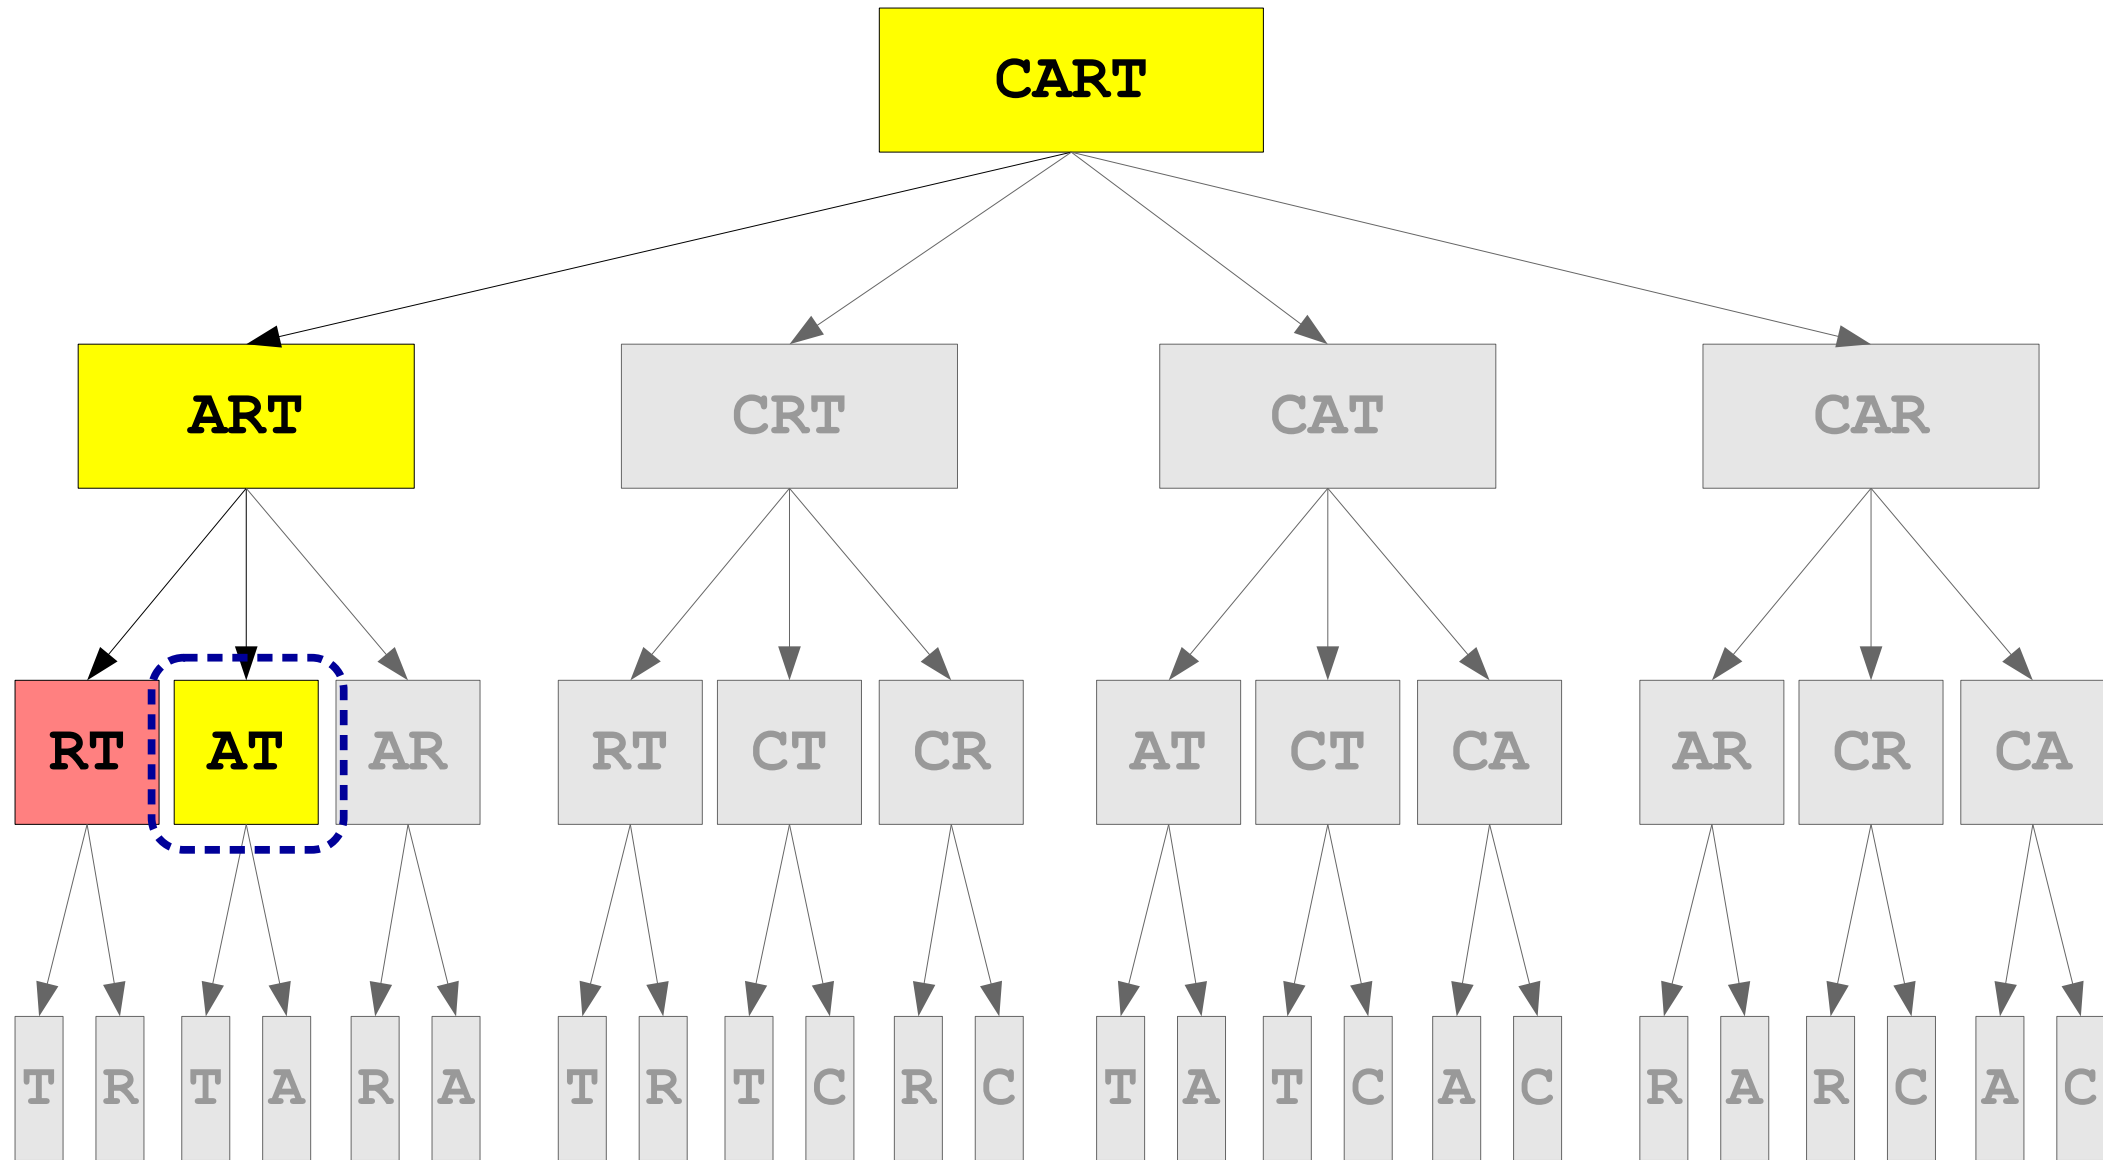 CART
ART CRT CAT CAR
RT AT AR RT CT CR AT CT CA AR CR CA
T R T A R A T R T C R C T A T C A C R A R C A C